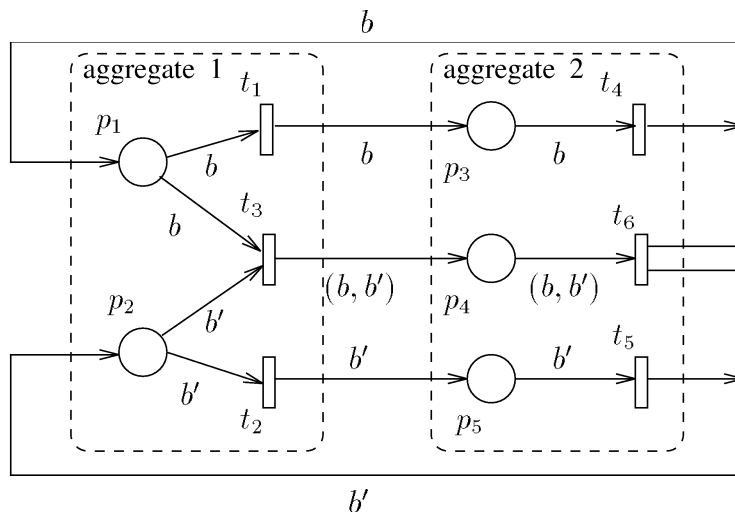 b
aggregate 1
aggregate 2
t₁
t₄
p₁
b
b
p₃
b
t₃
t₆
b
p₂
(b, b′)
p₄
(b, b′)
b′
t₅
b′
b′
b′
t₂
p₅
b′